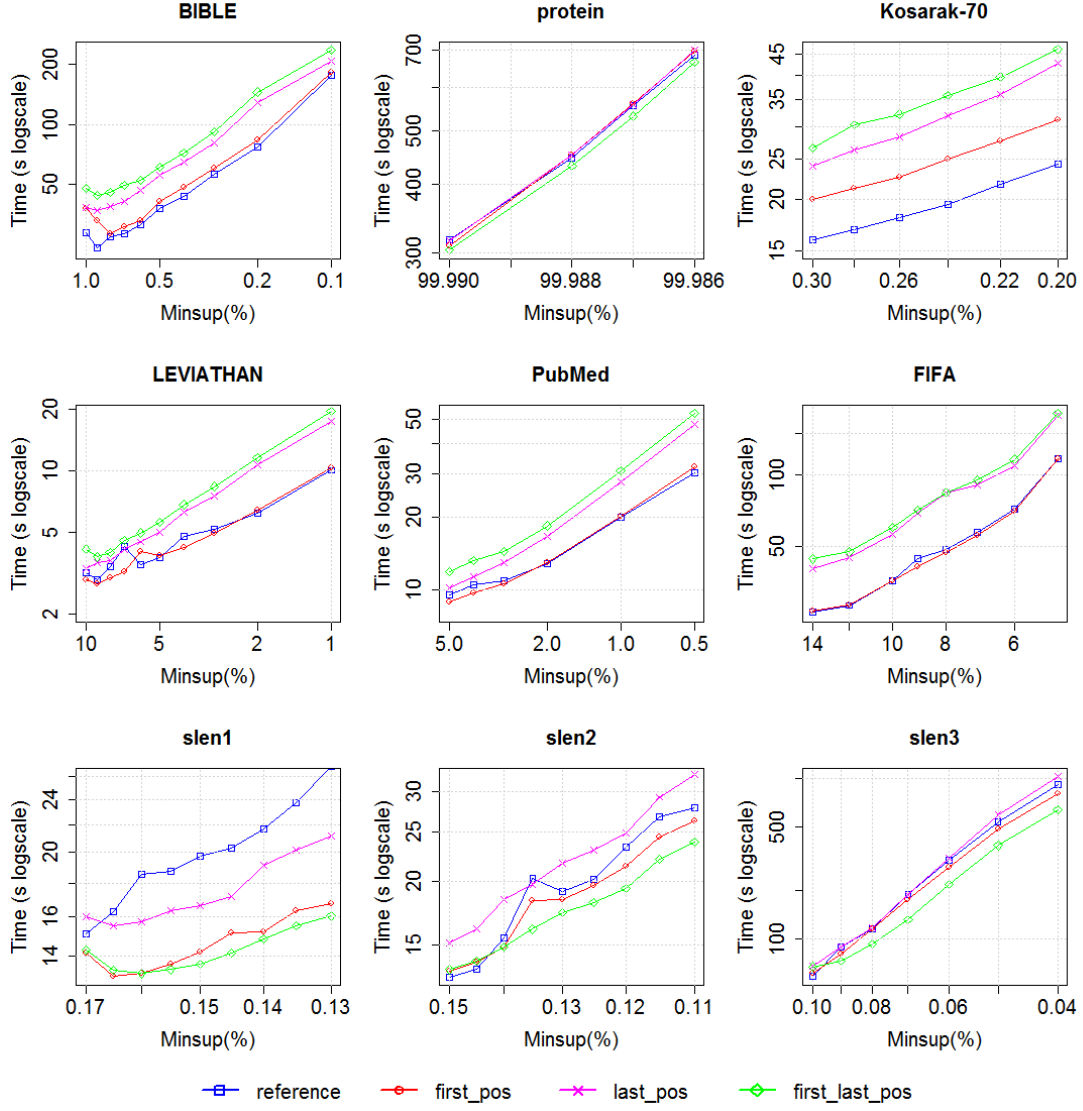 BIBLE
Time (s logscale)
50 100 200
1.0 0.5 0.2 0.1
Minsup(%)
protein
Time (s logscale)
300 400 500 700
99.990 99.988 99.986
Minsup(%)
Kosarak-70
Time (s logscale)
15 20 25 35 45
0.30 0.26 0.22 0.20
Minsup(%)
LEVIATHAN
Time (s logscale)
2 5 10 20
10 5 2 1
Minsup(%)
PubMed
Time (s logscale)
10 20 30 50
5.0 2.0 1.0 0.5
Minsup(%)
FIFA
Time (s logscale)
50 100
14 10 8 6
Minsup(%)
slen1
Time (s logscale)
14 16 20 24
0.17 0.15 0.14 0.13
Minsup(%)
slen2
Time (s logscale)
15 20 25 30
0.15 0.13 0.12 0.11
Minsup(%)
slen3
Time (s logscale)
100 500
0.10 0.08 0.06 0.04
Minsup(%)
reference first_pos last_pos first_last_pos